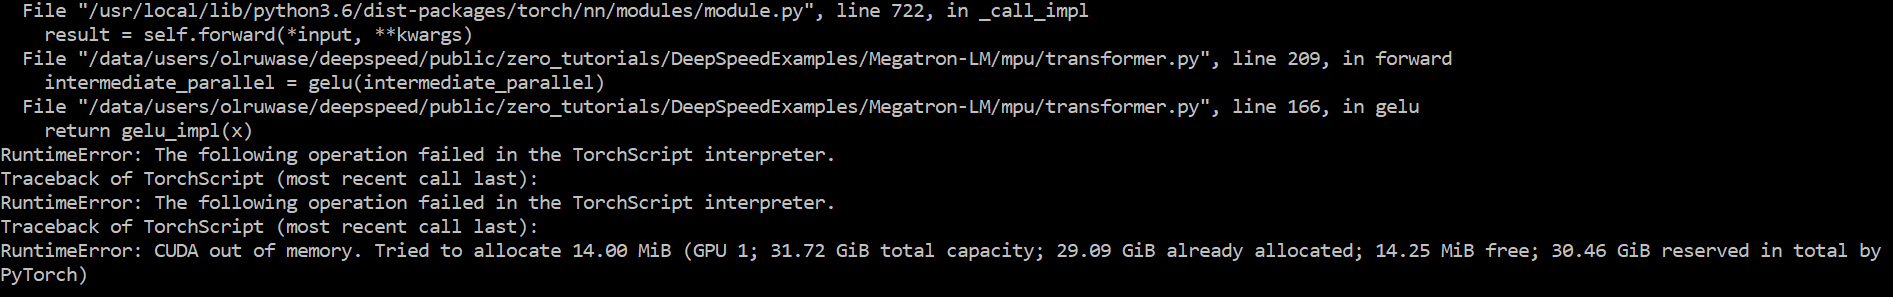 File "/usr/local/lib/python3.6/dist-packages/torch/nn/modules/module.py", line 722, in _call_impl
result = self.forward(*input, **kwargs)
File "/data/users/olruwase/deepspeed/public/zero_tutorials/DeepSpeedExamples/Megatron-LM/mpu/transformer.py", line 209, in forward
intermediate_parallel = gelu(intermediate_parallel)
File "/data/users/olruwase/deepspeed/public/zero_tutorials/DeepSpeedExamples/Megatron-LM/mpu/transformer.py", line 166, in gelu
return gelu_impl(x)
RuntimeError: The following operation failed in the TorchScript interpreter.
Traceback of TorchScript (most recent call last):
RuntimeError: The following operation failed in the TorchScript interpreter.
Traceback of TorchScript (most recent call last):
RuntimeError: CUDA out of memory. Tried to allocate 14.00 MiB (GPU 1; 31.72 GiB total capacity; 29.09 GiB already allocated; 14.25 MiB free; 30.46 GiB reserved in total by
PyTorch)